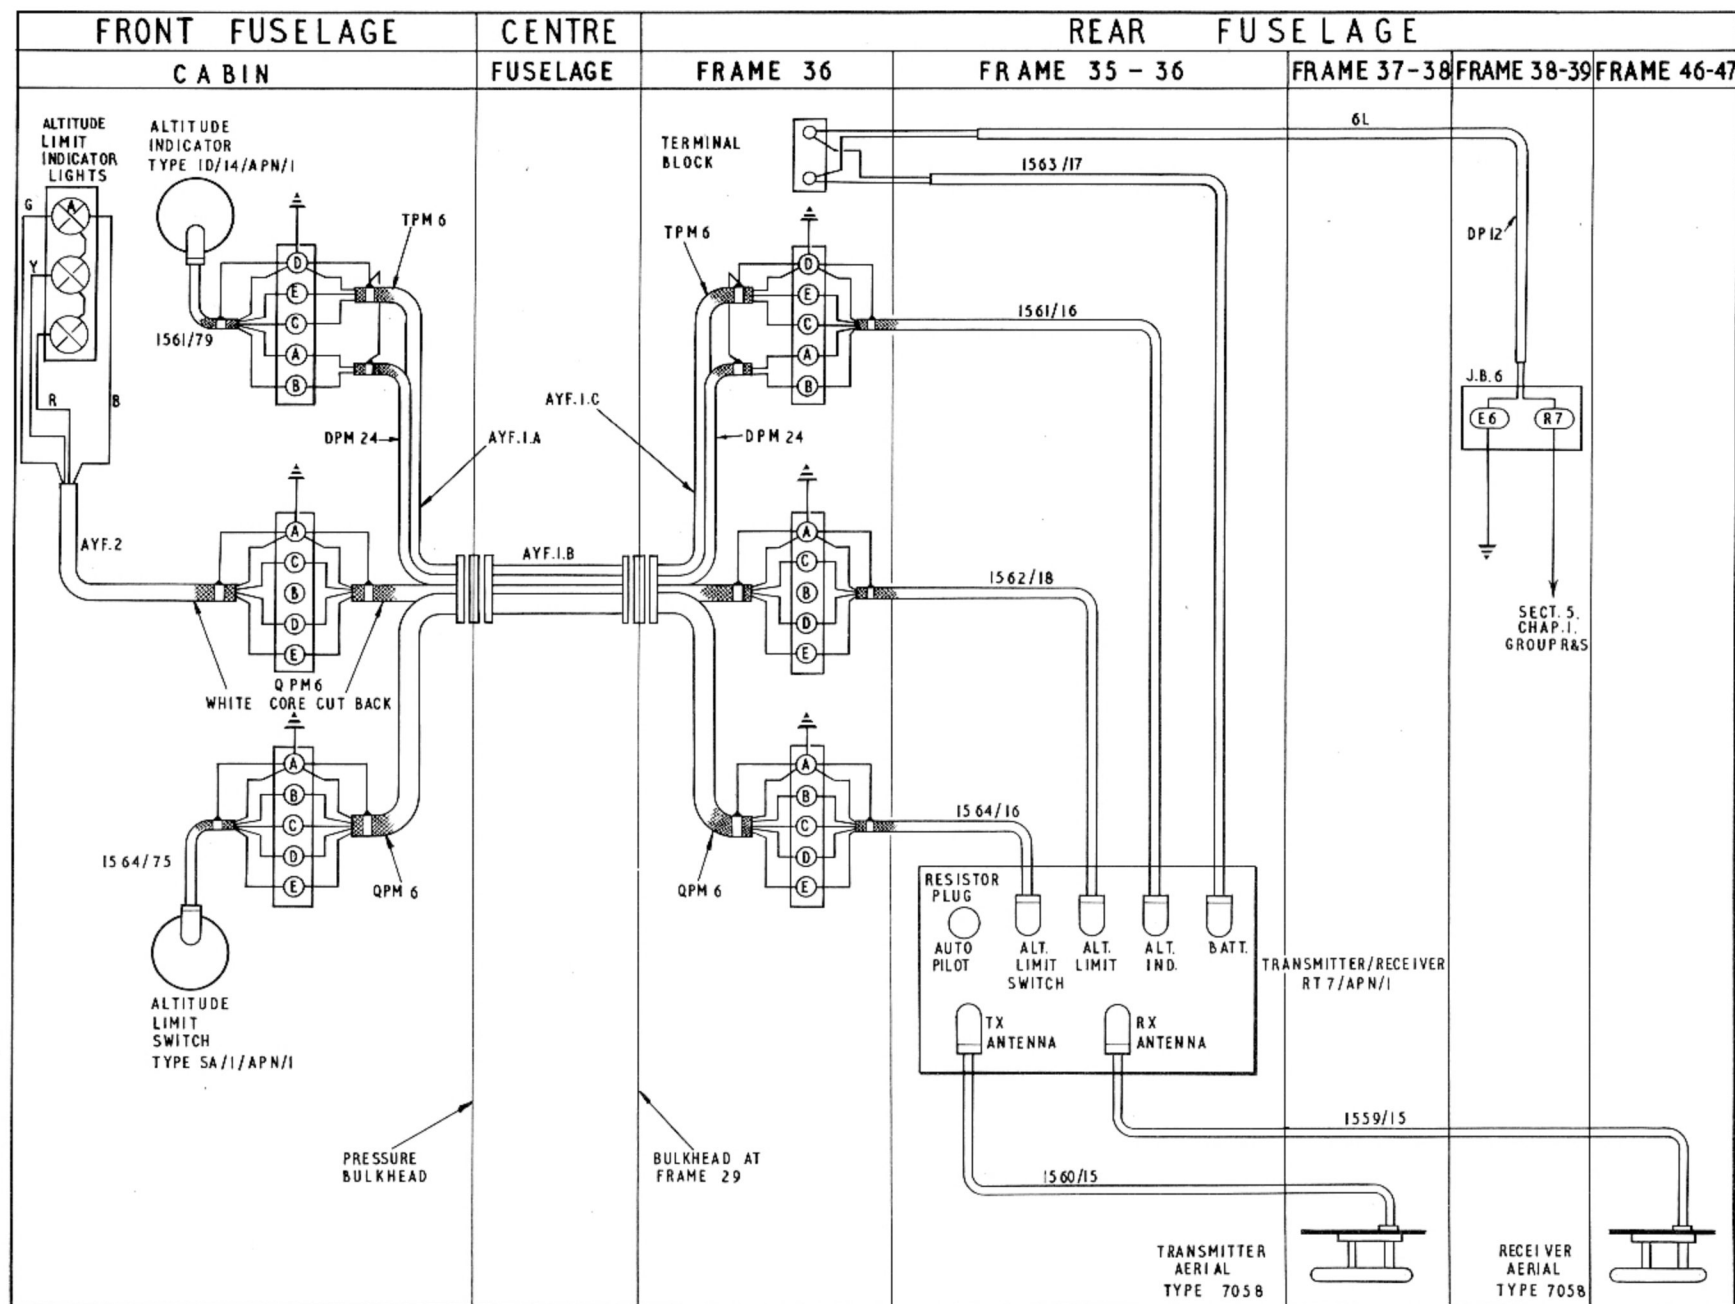 FRONT FUSELAGE
CENTRE
REAR FUSELAGE
CABIN
FUSELAGE
FRAME 36
FRAME 35 - 36
FRAME 37-38
FRAME 38-39
FRAME 46-47
ALTITUDE
LIMIT
INDICATOR
LIGHTS
ALTITUDE
INDICATOR
TYPE ID/14/APN/1
G
A
Y
R
B
1561/79
D
E
C
A
B
TPM 6
DPM 24
AYF.1.A
AYF.1.C
AYF.1.B
TERMINAL
BLOCK
TPM 6
D
E
C
A
B
DPM 24
1563/17
6L
1561/16
DP12
J.B.6
E6
R7
SECT. 5.
CHAP.1.
GROUP R&S
AYF.2
A
C
B
D
E
QPM6
WHITE CORE CUT BACK
A
C
B
D
E
1562/18
1564/75
A
B
C
D
E
QPM 6
QPM 6
A
B
C
D
E
1564/16
ALTITUDE
LIMIT
SWITCH
TYPE SA/1/APN/1
RESISTOR
PLUG
AUTO
PILOT
ALT.
LIMIT
SWITCH
ALT.
LIMIT
ALT.
IND.
BATT.
TRANSMITTER/RECEIVER
RT7/APN/1
TX
ANTENNA
RX
ANTENNA
1559/15
1560/15
PRESSURE
BULKHEAD
BULKHEAD AT
FRAME 29
TRANSMITTER
AERIAL
TYPE 7058
RECEIVER
AERIAL
TYPE 7058